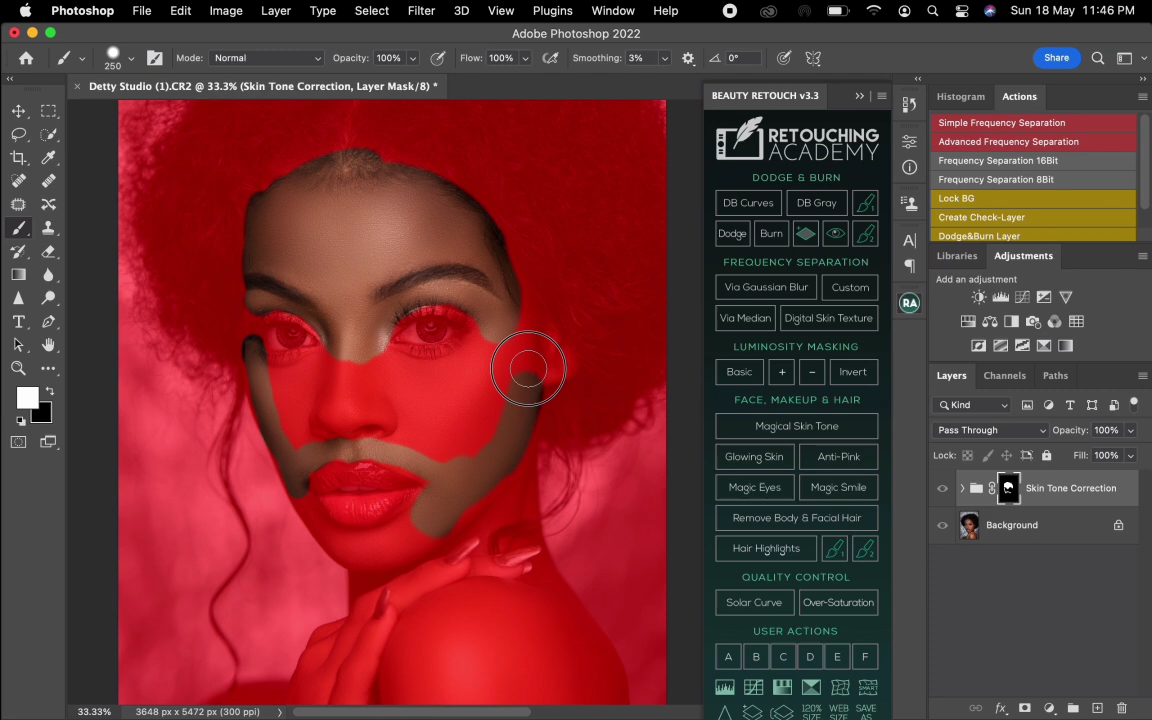 Photoshop File Edit Image Layer Type Select Filter 3D View Plugins Window Help Sun 18 May 11:46 PM
Adobe Photoshop 2022
250 Mode: Normal Opacity: 100% Flow: 100% Smoothing: 3% 0° Share
Detty Studio (1).CR2 @ 33.3% (Skin Tone Correction, Layer Mask/8) *
BEAUTY RETOUCH v3.3
RETOUCHING
ACADEMY
DODGE & BURN
DB Curves DB Gray 1
Dodge Burn 2
FREQUENCY SEPARATION
Via Gaussian Blur Custom
Via Median Digital Skin Texture
LUMINOSITY MASKING
Basic + − Invert
FACE, MAKEUP & HAIR
Magical Skin Tone
Glowing Skin Anti-Pink
Magic Eyes Magic Smile
Remove Body & Facial Hair
Hair Highlights 1 2
QUALITY CONTROL
Solar Curve Over-Saturation
USER ACTIONS
A B C D E F
SMART
120% SIZE WEB SIZE SAVE AS
RA
Histogram Actions
Simple Frequency Separation
Advanced Frequency Separation
Frequency Separation 16Bit
Frequency Separation 8Bit
Lock BG
Create Check-Layer
Dodge&Burn Layer
Libraries Adjustments
Add an adjustment
Layers Channels Paths
Kind
Pass Through Opacity: 100%
Lock: Fill: 100%
Skin Tone Correction
Background
fx
33.33% 3648 px x 5472 px (300 ppi)